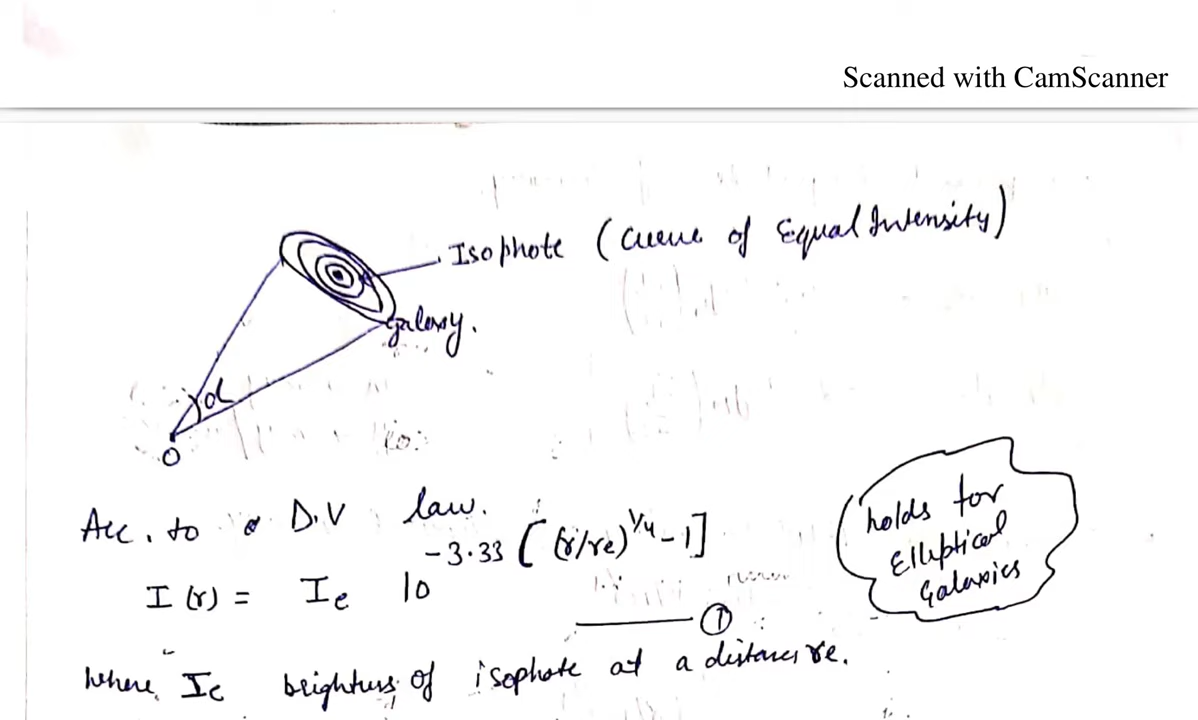 Scanned with CamScanner
Isophote (Curve of Equal Intensity)
galaxy.
α
O
Acc. to D.V law.
I(r) = Ie 10^{-3.33[(r/re)^{1/4} - 1]}
①
holds for
Elliptical
Galaxies
where, Ie brightness of isophote at a distance re.